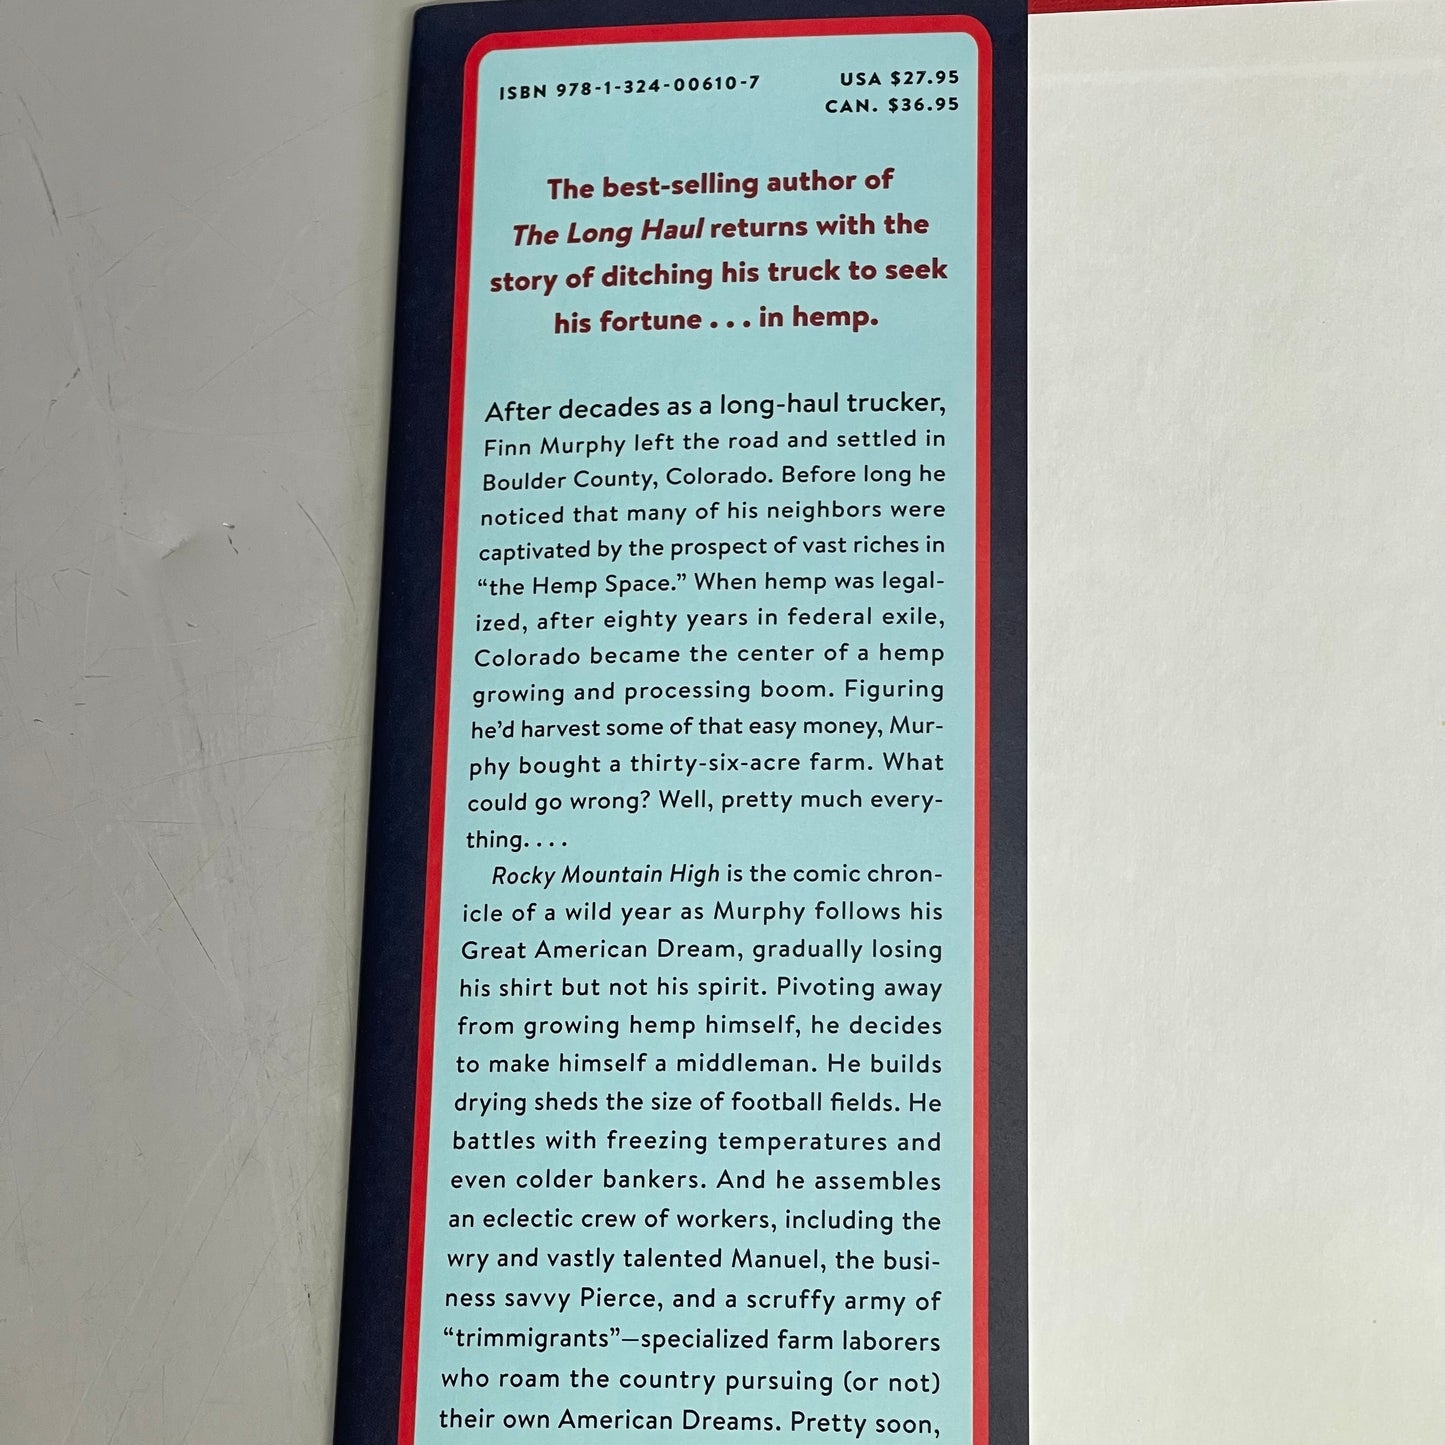 ISBN 978-1-324-00610-7
USA $27.95
CAN. $36.95
The best-selling author of
The Long Haul returns with the
story of ditching his truck to seek
his fortune . . . in hemp.
After decades as a long-haul trucker,
Finn Murphy left the road and settled in
Boulder County, Colorado. Before long he
noticed that many of his neighbors were
captivated by the prospect of vast riches in
“the Hemp Space.” When hemp was legal-
ized, after eighty years in federal exile,
Colorado became the center of a hemp
growing and processing boom. Figuring
he’d harvest some of that easy money, Mur-
phy bought a thirty-six-acre farm. What
could go wrong? Well, pretty much every-
thing. . . .
Rocky Mountain High is the comic chron-
icle of a wild year as Murphy follows his
Great American Dream, gradually losing
his shirt but not his spirit. Pivoting away
from growing hemp himself, he decides
to make himself a middleman. He builds
drying sheds the size of football fields. He
battles with freezing temperatures and
even colder bankers. And he assembles
an eclectic crew of workers, including the
wry and vastly talented Manuel, the busi-
ness savvy Pierce, and a scruffy army of
“trimmigrants”—specialized farm laborers
who roam the country pursuing (or not)
their own American Dreams. Pretty soon,